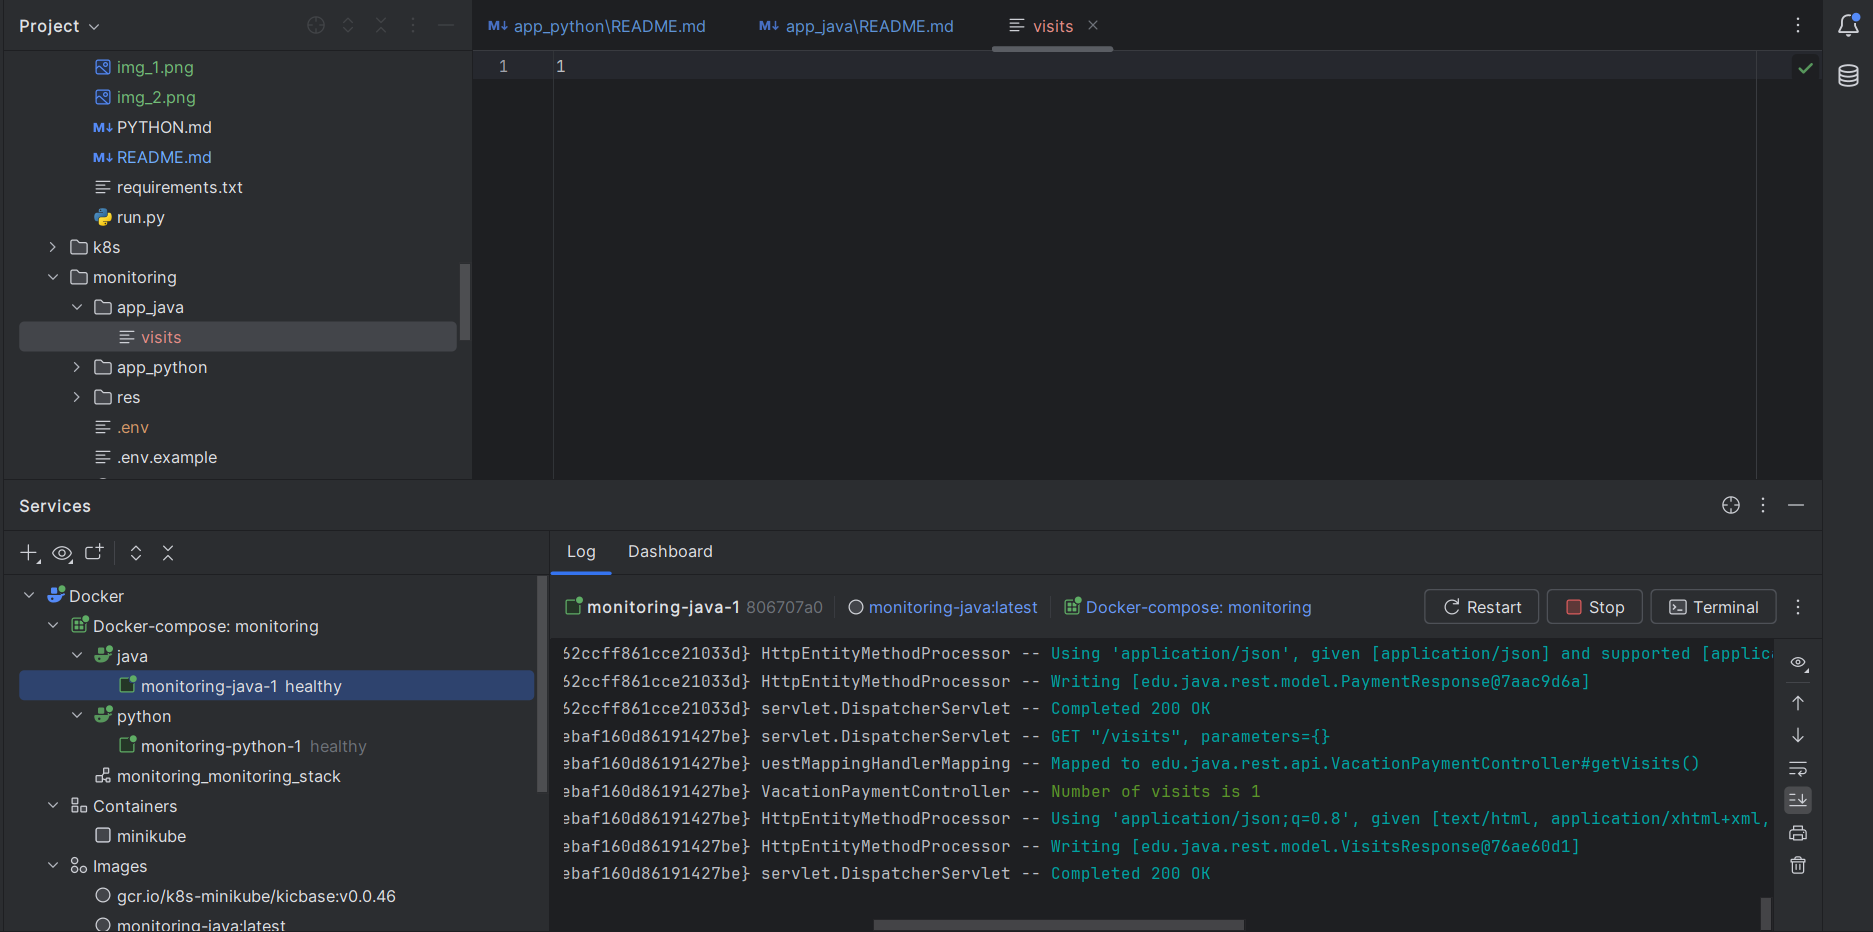 Project
app_python\README.md
app_java\README.md
visits
img_1.png
img_2.png
M↓ PYTHON.md
M↓ README.md
requirements.txt
run.py
k8s
monitoring
app_java
visits
app_python
res
.env
.env.example
1
1
Services
Docker
Docker-compose: monitoring
java
monitoring-java-1 healthy
python
monitoring-python-1 healthy
monitoring_monitoring_stack
Containers
minikube
Images
gcr.io/k8s-minikube/kicbase:v0.0.46
monitoring-java:latest
Log Dashboard
monitoring-java-1 806707a0 monitoring-java:latest Docker-compose: monitoring Restart Stop Terminal
62ccff861cce21033d} HttpEntityMethodProcessor -- Using 'application/json', given [application/json] and supported [applica
62ccff861cce21033d} HttpEntityMethodProcessor -- Writing [edu.java.rest.model.PaymentResponse@7aac9d6a]
62ccff861cce21033d} servlet.DispatcherServlet -- Completed 200 OK
ebaf160d86191427be} servlet.DispatcherServlet -- GET "/visits", parameters={}
ebaf160d86191427be} uestMappingHandlerMapping -- Mapped to edu.java.rest.api.VacationPaymentController#getVisits()
ebaf160d86191427be} VacationPaymentController -- Number of visits is 1
ebaf160d86191427be} HttpEntityMethodProcessor -- Using 'application/json;q=0.8', given [text/html, application/xhtml+xml,
ebaf160d86191427be} HttpEntityMethodProcessor -- Writing [edu.java.rest.model.VisitsResponse@76ae60d1]
ebaf160d86191427be} servlet.DispatcherServlet -- Completed 200 OK